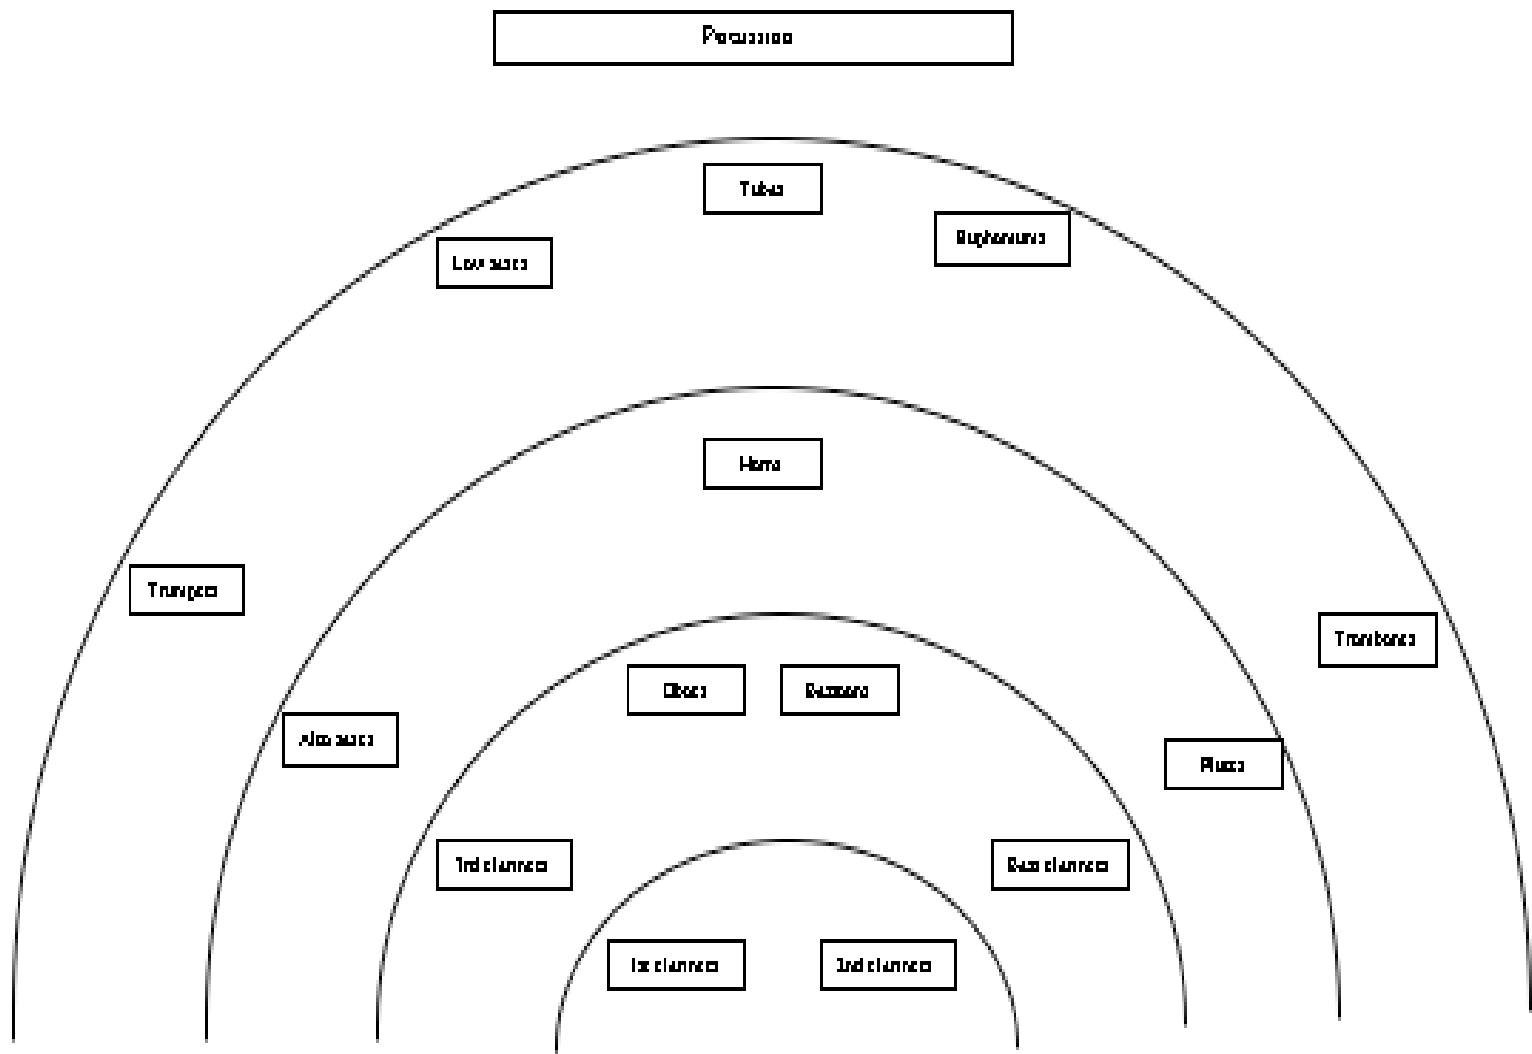 Percussion
Tubas
Euphoniums
Low saxes
Horns
Trumpets
Trombones
Oboes
Bassoons
Alto saxes
Flutes
3rd clarinets
Bass clarinets
1st clarinets
2nd clarinets